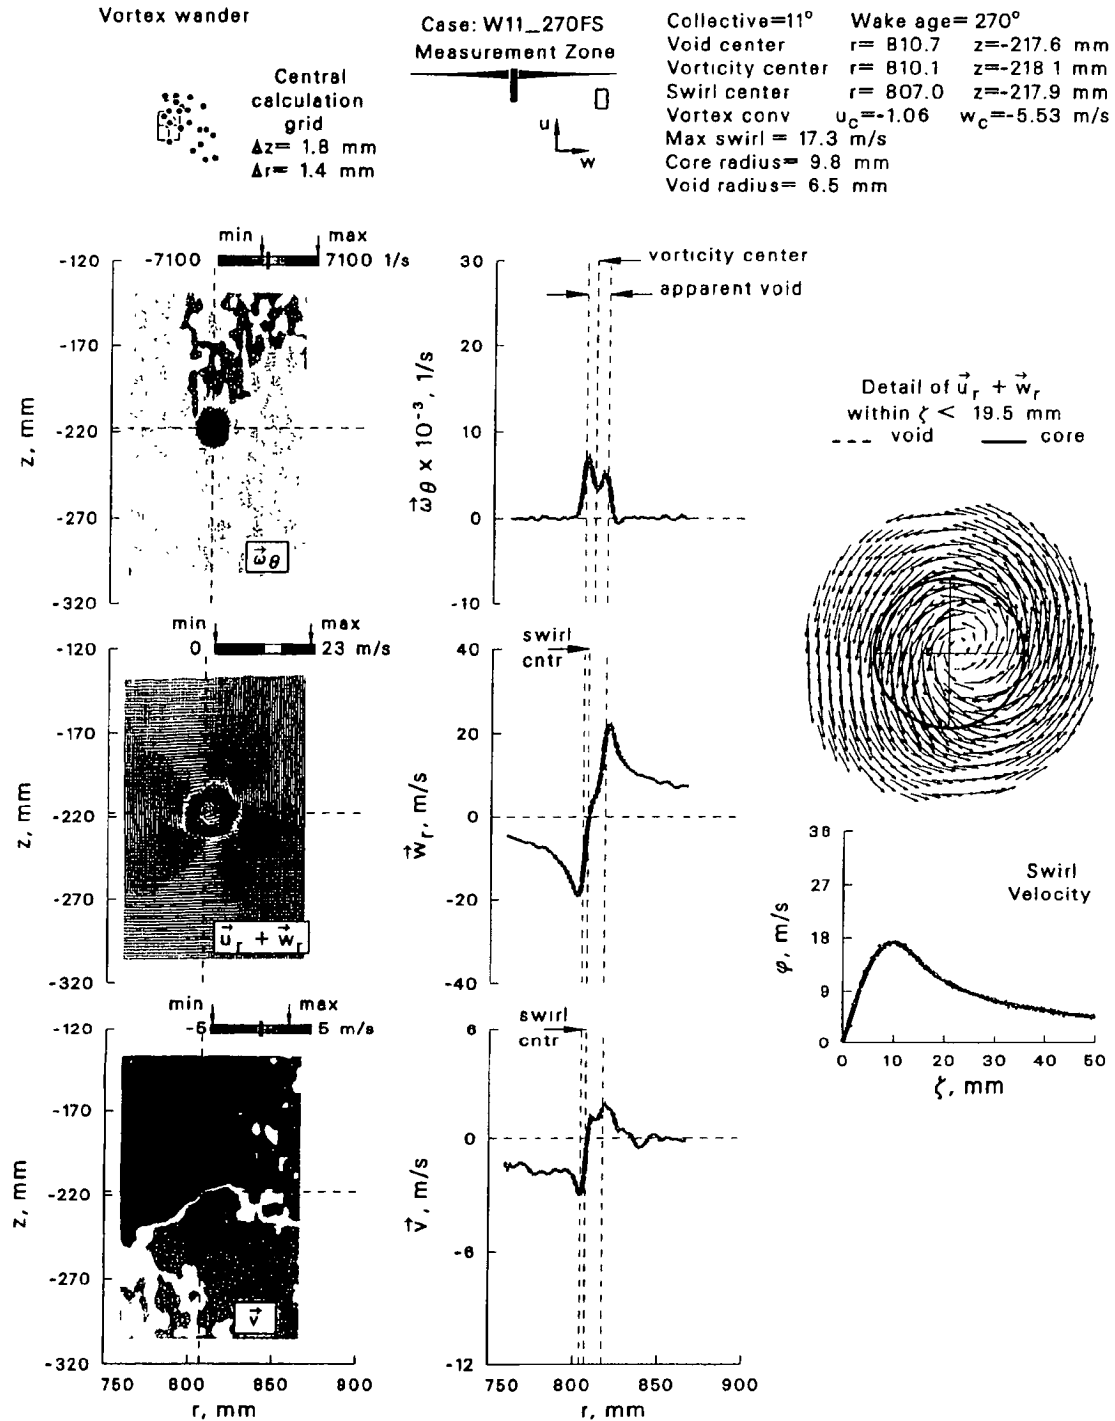 Vortex wander
Central
calculation
grid
Δz= 1.8 mm
Δr= 1.4 mm
Case: W11_270FS
Measurement Zone
u
w
Collective=11° Wake age= 270°
Void center r= 810.7 z=-217.6 mm
Vorticity center r= 810.1 z=-218 1 mm
Swirl center r= 807.0 z=-217.9 mm
Vortex conv u_c=-1.06 w_c=-5.53 m/s
Max swirl = 17.3 m/s
Core radius= 9.8 mm
Void radius= 6.5 mm
min max
-7100 7100 1/s
-120
-170
-220
-270
-320
z, mm
ω⃗θ
30
20
10
0
-10
ω⃗θ x 10⁻³, 1/s
vorticity center
apparent void
Detail of u⃗r + w⃗r
within ζ < 19.5 mm
void core
min max
0 23 m/s
-120
-170
-220
-270
-320
z, mm
u⃗r + w⃗r
40
20
0
-20
-40
w⃗r, m/s
swirl
cntr
38
27
18
9
0
φ, m/s
Swirl
Velocity
0 10 20 30 40 50
ζ, mm
min max
-5 5 m/s
-120
-170
-220
-270
-320
z, mm
v⃗
750 800 850 900
r, mm
6
0
-6
-12
v⃗, m/s
swirl
cntr
750 800 850 900
r, mm